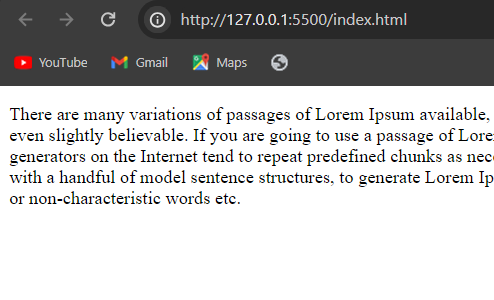 http://127.0.0.1:5500/index.html
YouTube Gmail Maps
There are many variations of passages of Lorem Ipsum available,
even slightly believable. If you are going to use a passage of Lore
generators on the Internet tend to repeat predefined chunks as nec
with a handful of model sentence structures, to generate Lorem Ip
or non-characteristic words etc.